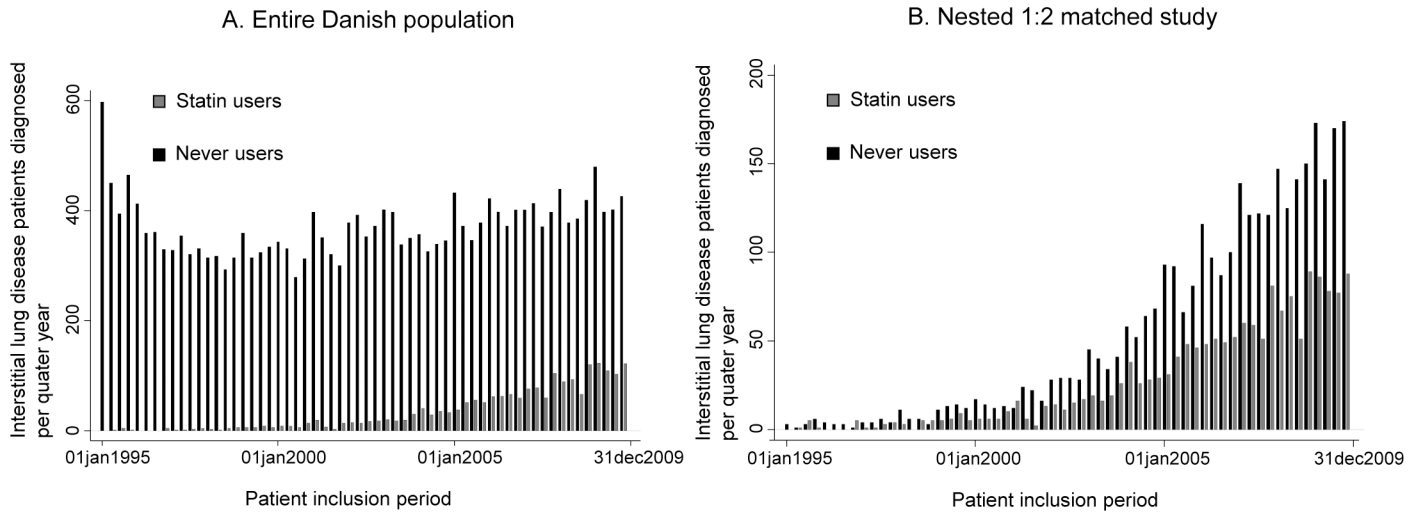 A. Entire Danish population
Interstitial lung disease patients diagnosed
per quater year
600
400
200
0
Statin users
Never users
01jan1995
01jan2000
01jan2005
31dec2009
Patient inclusion period
B. Nested 1:2 matched study
Interstitial lung disease patients diagnosed
per quater year
200
150
100
50
0
Statin users
Never users
01jan1995
01jan2000
01jan2005
31dec2009
Patient inclusion period